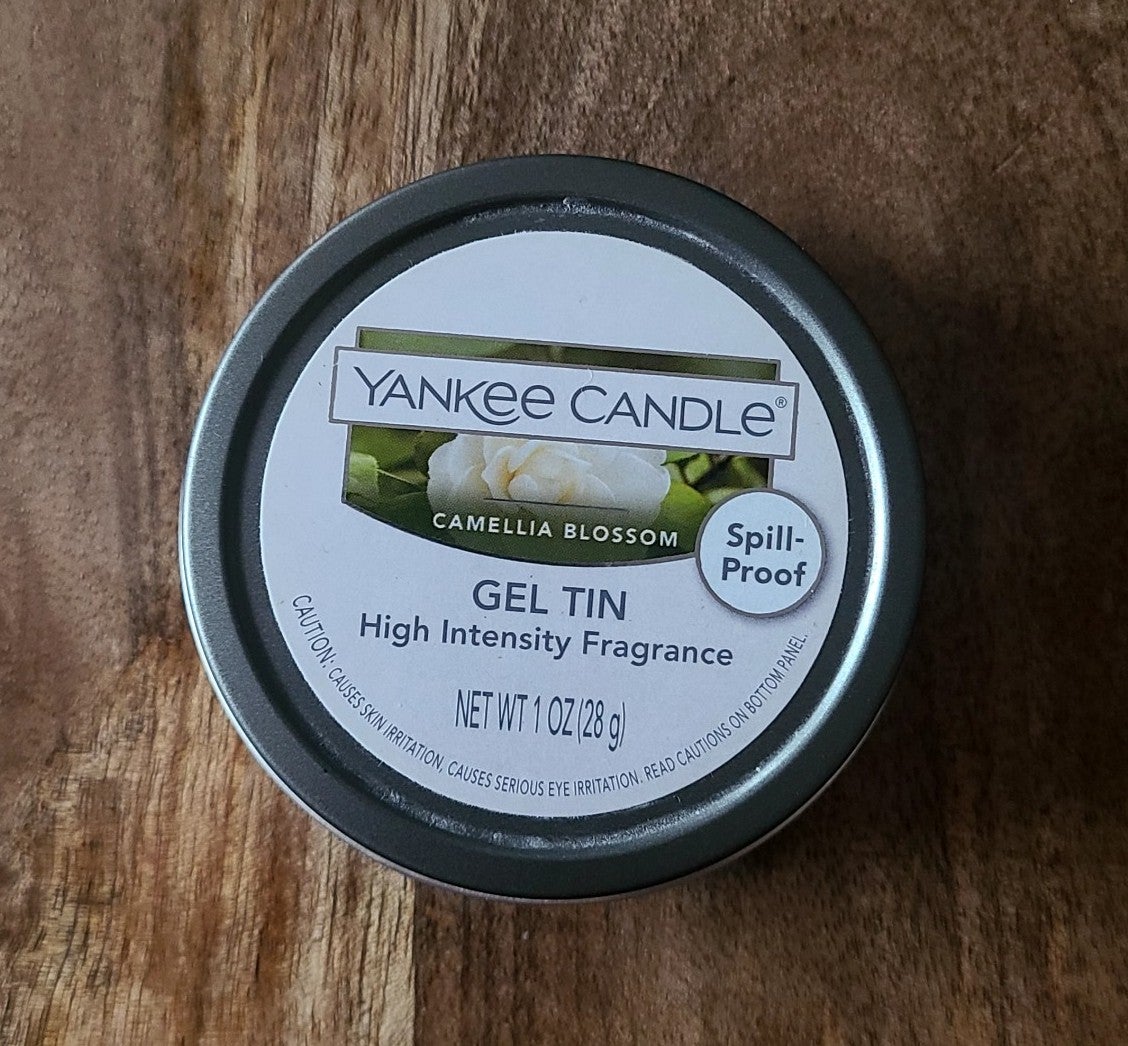 YANKEE CANDLE®
CAMELLIA BLOSSOM
Spill-
Proof
GEL TIN
High Intensity Fragrance
NET WT 1 OZ (28 g)
CAUTION: CAUSES SKIN IRRITATION, CAUSES SERIOUS EYE IRRITATION. READ CAUTIONS ON BOTTOM PANEL.